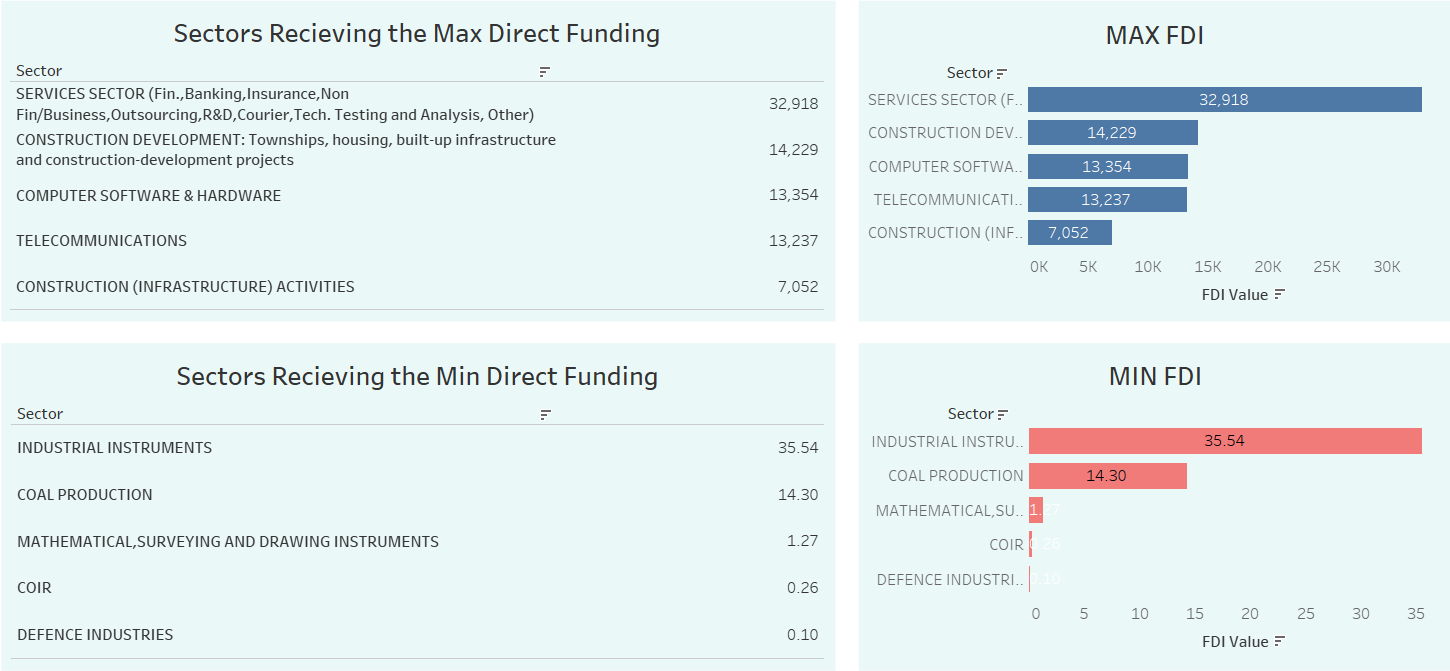 Sectors Recieving the Max Direct Funding
Sector
SERVICES SECTOR (Fin.,Banking,Insurance,Non
Fin/Business,Outsourcing,R&D,Courier,Tech. Testing and Analysis, Other)
32,918
CONSTRUCTION DEVELOPMENT: Townships, housing, built-up infrastructure
and construction-development projects
14,229
COMPUTER SOFTWARE & HARDWARE
13,354
TELECOMMUNICATIONS
13,237
CONSTRUCTION (INFRASTRUCTURE) ACTIVITIES
7,052
MAX FDI
Sector
SERVICES SECTOR (F..
32,918
CONSTRUCTION DEV..
14,229
COMPUTER SOFTWA..
13,354
TELECOMMUNICATI..
13,237
CONSTRUCTION (INF..
7,052
0K 5K 10K 15K 20K 25K 30K
FDI Value
Sectors Recieving the Min Direct Funding
Sector
INDUSTRIAL INSTRUMENTS
35.54
COAL PRODUCTION
14.30
MATHEMATICAL,SURVEYING AND DRAWING INSTRUMENTS
1.27
COIR
0.26
DEFENCE INDUSTRIES
0.10
MIN FDI
Sector
INDUSTRIAL INSTRU..
35.54
COAL PRODUCTION
14.30
MATHEMATICAL,SU..
1.27
COIR
0.26
DEFENCE INDUSTRI..
0.10
0 5 10 15 20 25 30 35
FDI Value